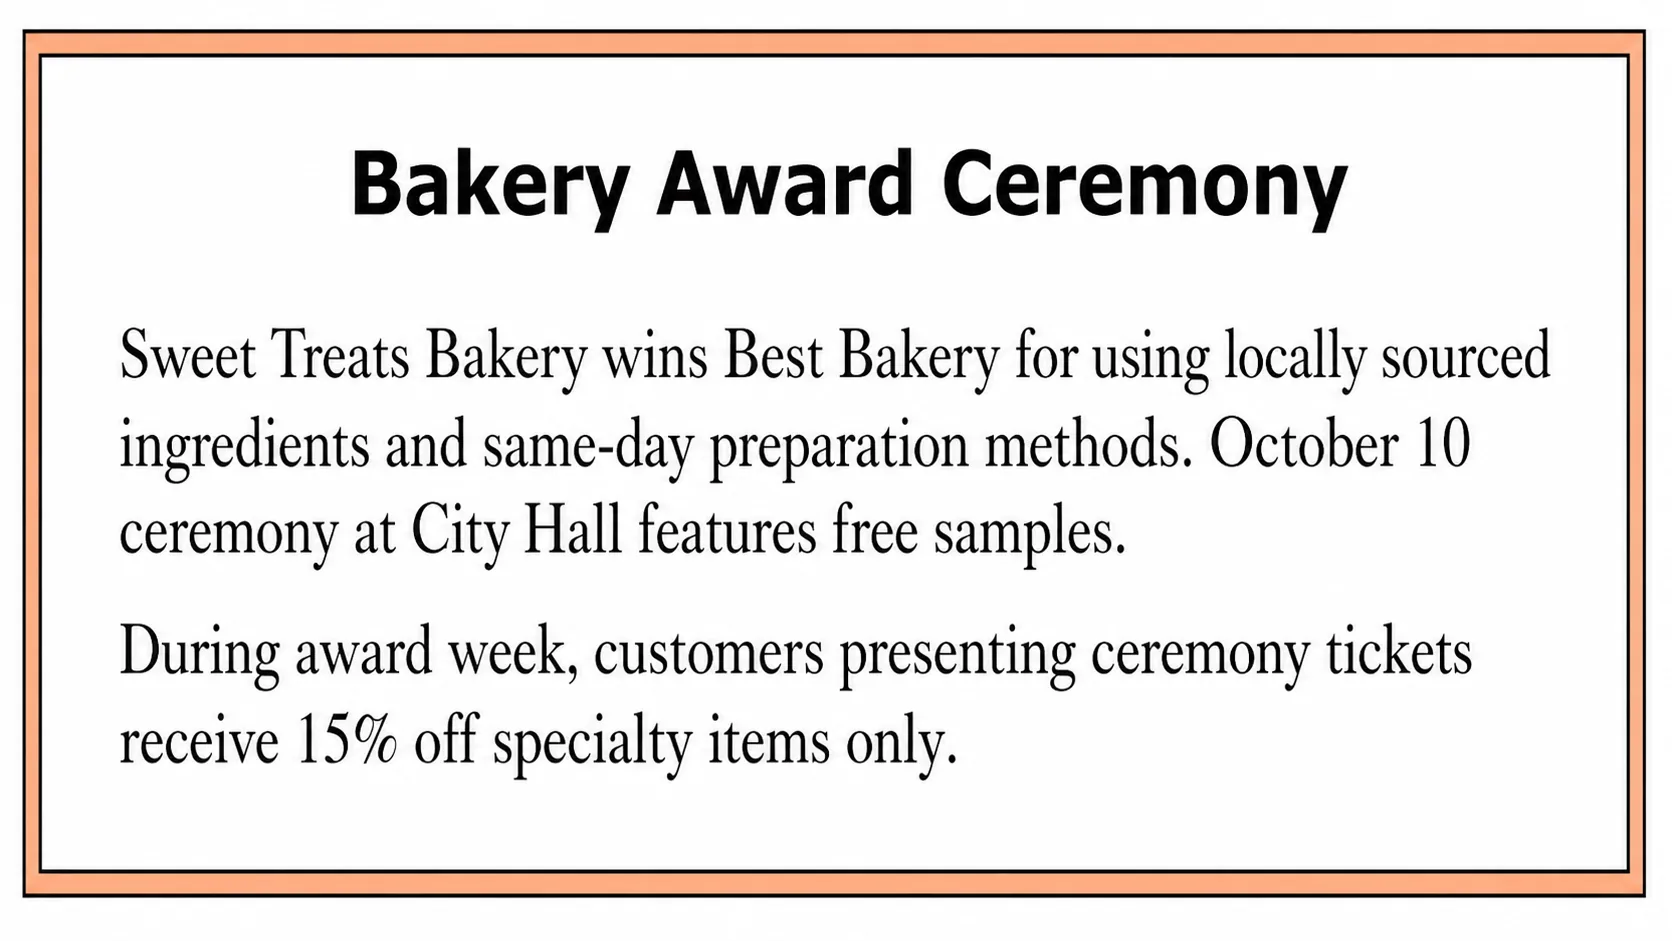 Bakery Award Ceremony
Sweet Treats Bakery wins Best Bakery for using locally sourced
ingredients and same-day preparation methods. October 10
ceremony at City Hall features free samples.
During award week, customers presenting ceremony tickets
receive 15% off specialty items only.